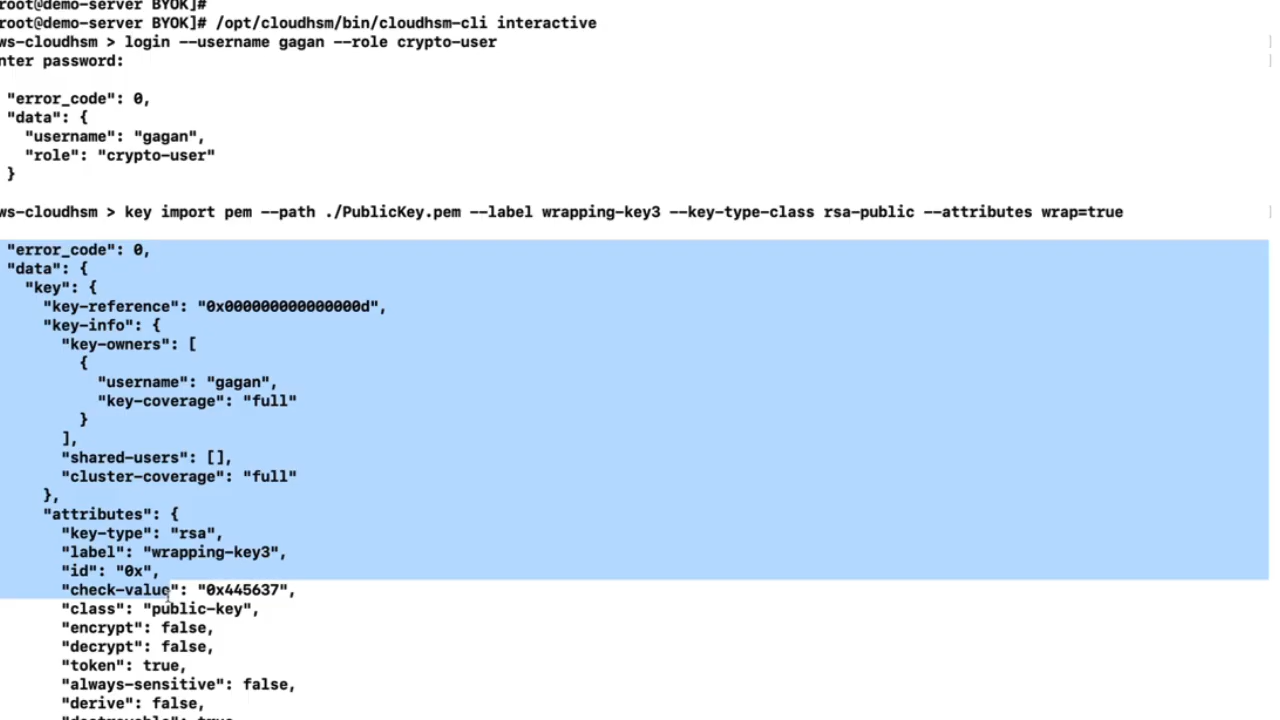 root@demo-server BYOK]#
root@demo-server BYOK]# /opt/cloudhsm/bin/cloudhsm-cli interactive
ws-cloudhsm > login --username gagan --role crypto-user
nter password:
"error_code": 0,
"data": {
"username": "gagan",
"role": "crypto-user"
}
ws-cloudhsm > key import pem --path ./PublicKey.pem --label wrapping-key3 --key-type-class rsa-public --attributes wrap=true
"error_code": 0,
"data": {
"key": {
"key-reference": "0x000000000000000d",
"key-info": {
"key-owners": [
{
"username": "gagan",
"key-coverage": "full"
}
],
"shared-users": [],
"cluster-coverage": "full"
},
"attributes": {
"key-type": "rsa",
"label": "wrapping-key3",
"id": "0x",
"check-value": "0x445637",
"class": "public-key",
"encrypt": false,
"decrypt": false,
"token": true,
"always-sensitive": false,
"derive": false,
"destroyable": true